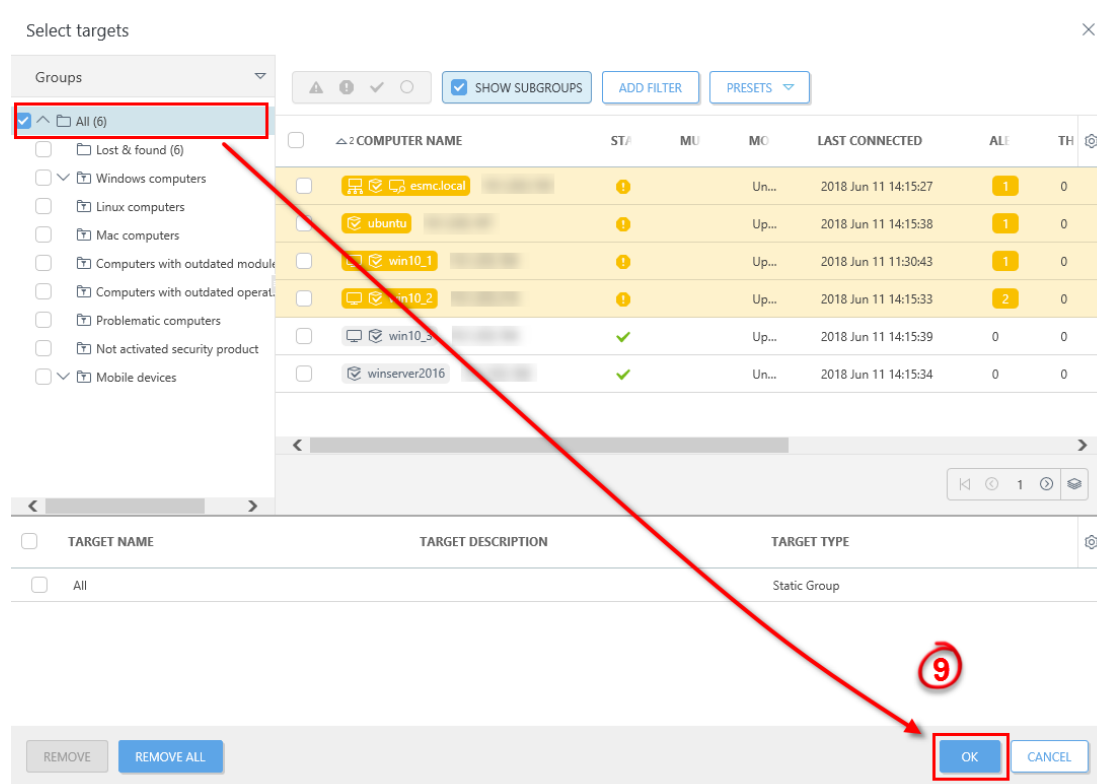 Select targets
Groups
SHOW SUBGROUPS
ADD FILTER
PRESETS
All (6)
Lost & found (6)
Windows computers
Linux computers
Mac computers
Computers with outdated module
Computers with outdated operat.
Problematic computers
Not activated security product
Mobile devices
2 COMPUTER NAME STA MU MO LAST CONNECTED ALE TH
esmc.local Un... 2018 Jun 11 14:15:27 1 0
ubuntu Up... 2018 Jun 11 14:15:38 1 0
win10_1 Up... 2018 Jun 11 11:30:43 1 0
win10_2 Up... 2018 Jun 11 14:15:33 2 0
win10_3 Up... 2018 Jun 11 14:15:39 0 0
winserver2016 Un... 2018 Jun 11 14:15:34 0 0
1
TARGET NAME TARGET DESCRIPTION TARGET TYPE
All Static Group
9
REMOVE REMOVE ALL OK CANCEL